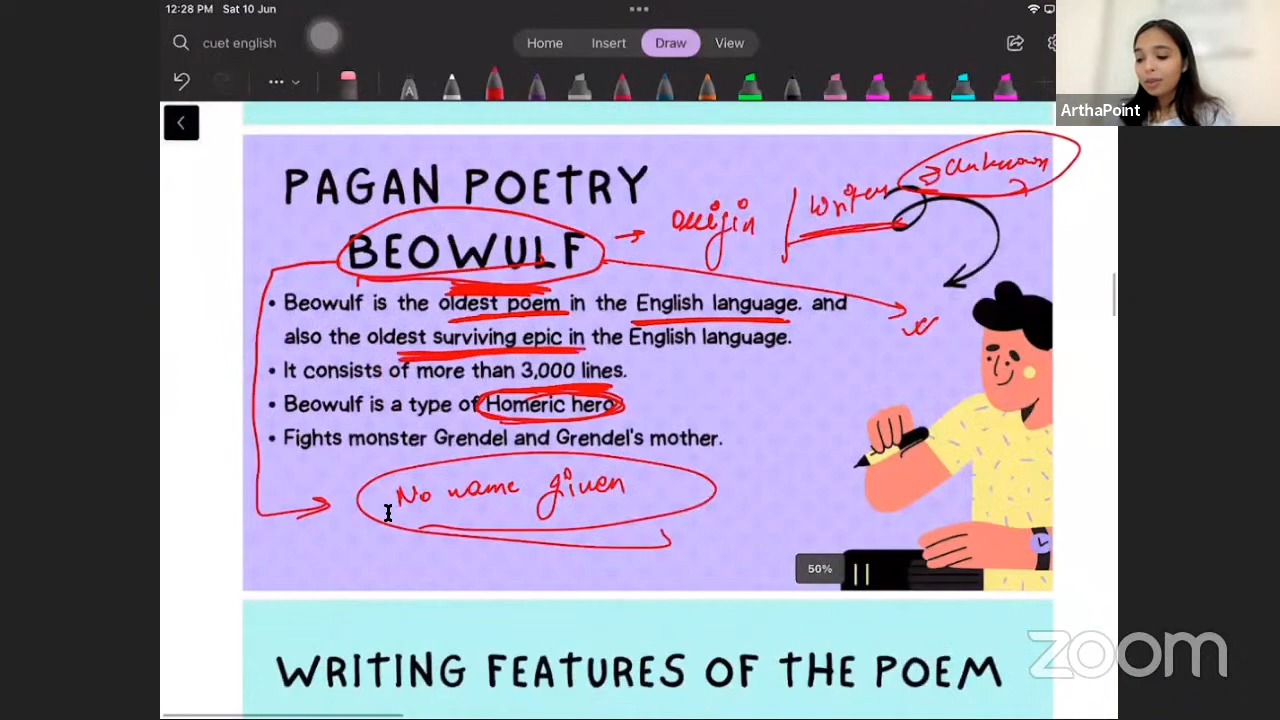 12:28 PM Sat 10 Jun
cuet english
Home Insert Draw View
A
ArthaPoint
PAGAN POETRY
BEOWULF
→ origin
Writer
⇒ Unknown
• Beowulf is the oldest poem in the English language. and
also the oldest surviving epic in the English language.
• It consists of more than 3,000 lines.
• Beowulf is a type of Homeric hero
• Fights monster Grendel and Grendel's mother.
No name given
50%
WRITING FEATURES OF THE POEM
zoom